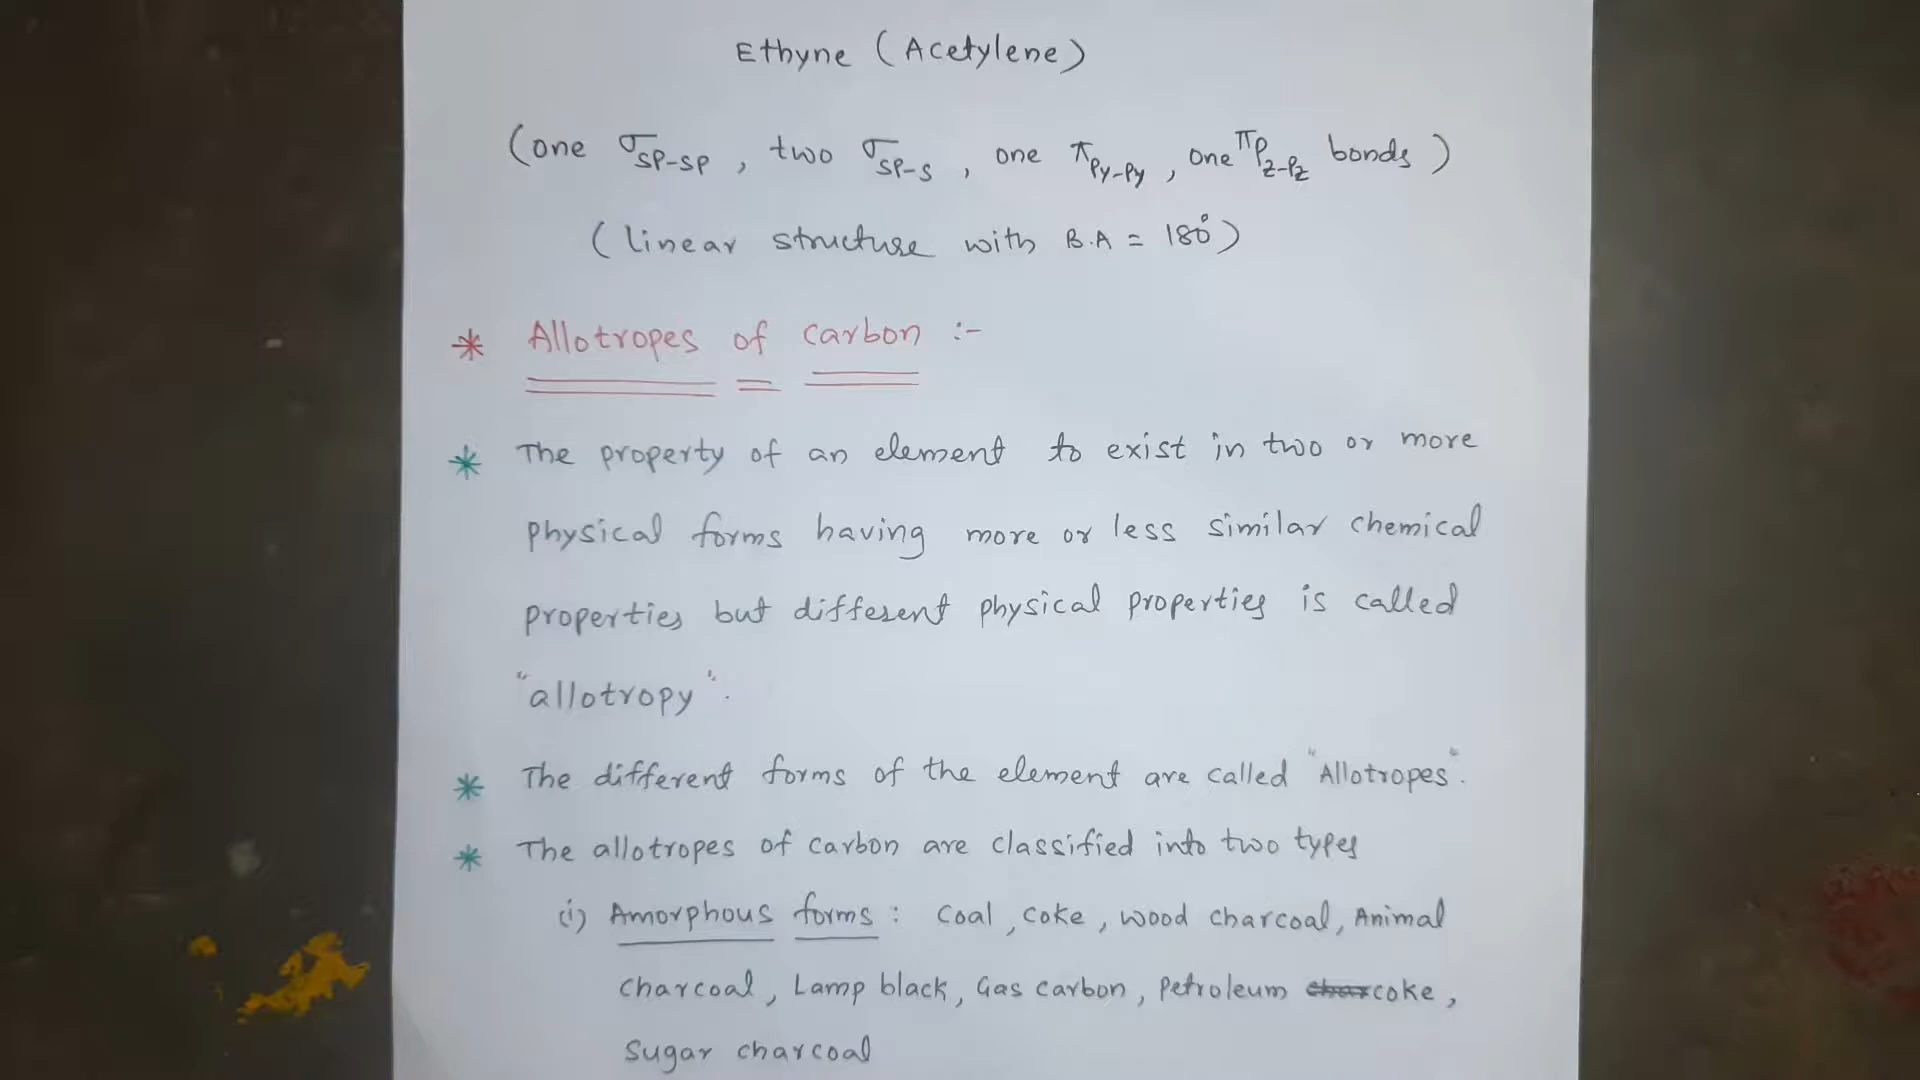 Ethyne (Acetylene)
(one σsp-sp, two σsp-s, one πpy-py, one πpz-pz bonds)
(linear structure with B.A = 180°)
* Allotropes of carbon :-
* The property of an element to exist in two or more
physical forms having more or less similar chemical
properties but different physical properties is called
"allotropy".
* The different forms of the element are called "Allotropes".
* The allotropes of carbon are classified into two types
(i) Amorphous forms : coal, coke, wood charcoal, Animal
charcoal, Lamp black, Gas carbon, petroleum coke,
sugar charcoal